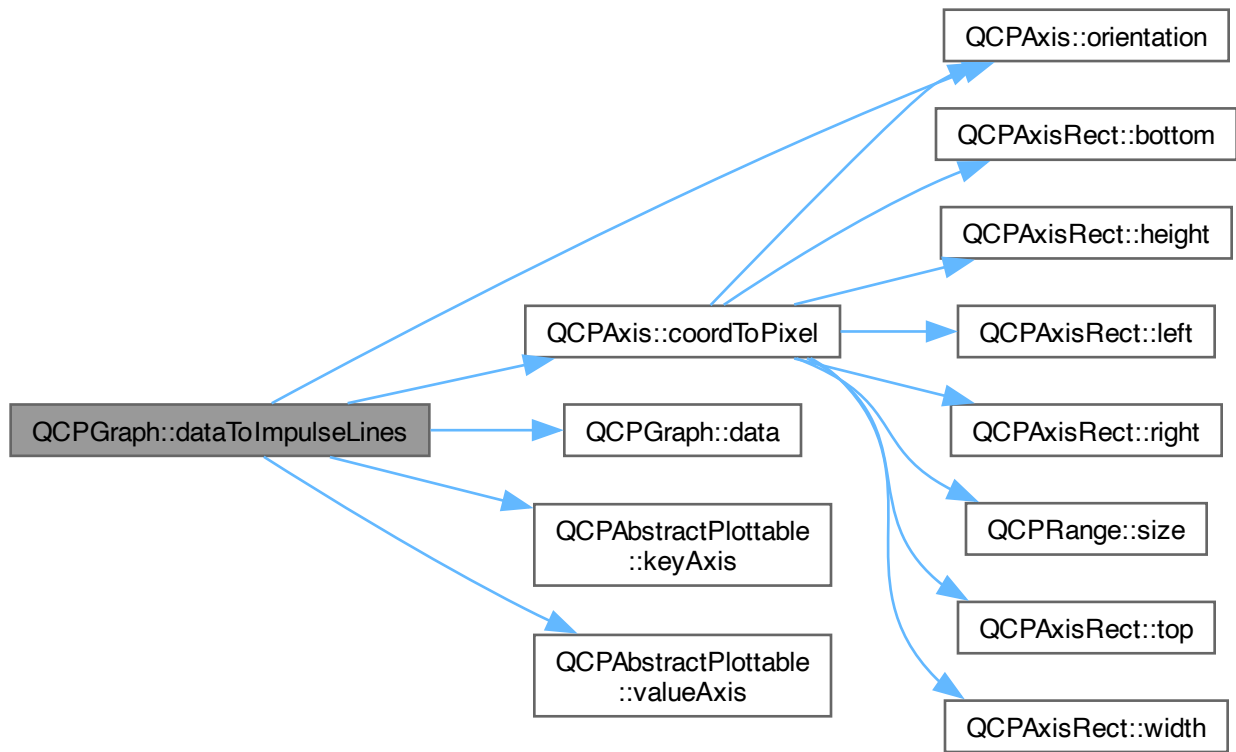 QCPGraph::dataToImpulseLines
QCPAxis::coordToPixel
QCPGraph::data
QCPAbstractPlottable
::keyAxis
QCPAbstractPlottable
::valueAxis
QCPAxis::orientation
QCPAxisRect::bottom
QCPAxisRect::height
QCPAxisRect::left
QCPAxisRect::right
QCPRange::size
QCPAxisRect::top
QCPAxisRect::width